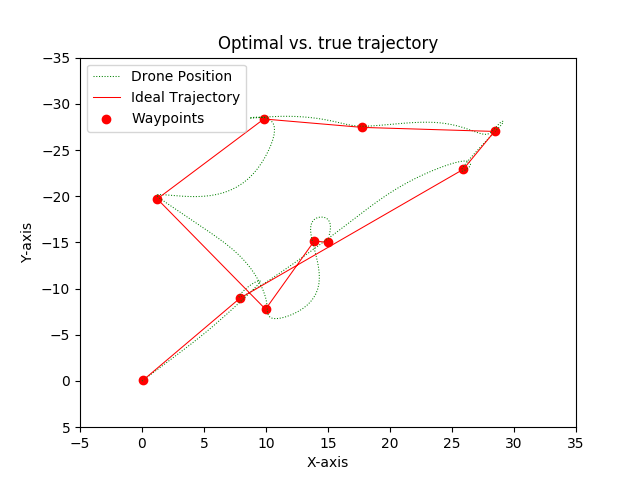 Optimal vs. true trajectory
Drone Position
Ideal Trajectory
Waypoints
Y-axis
−35
−30
−25
−20
−15
−10
−5
0
5
−5 0 5 10 15 20 25 30 35
X-axis